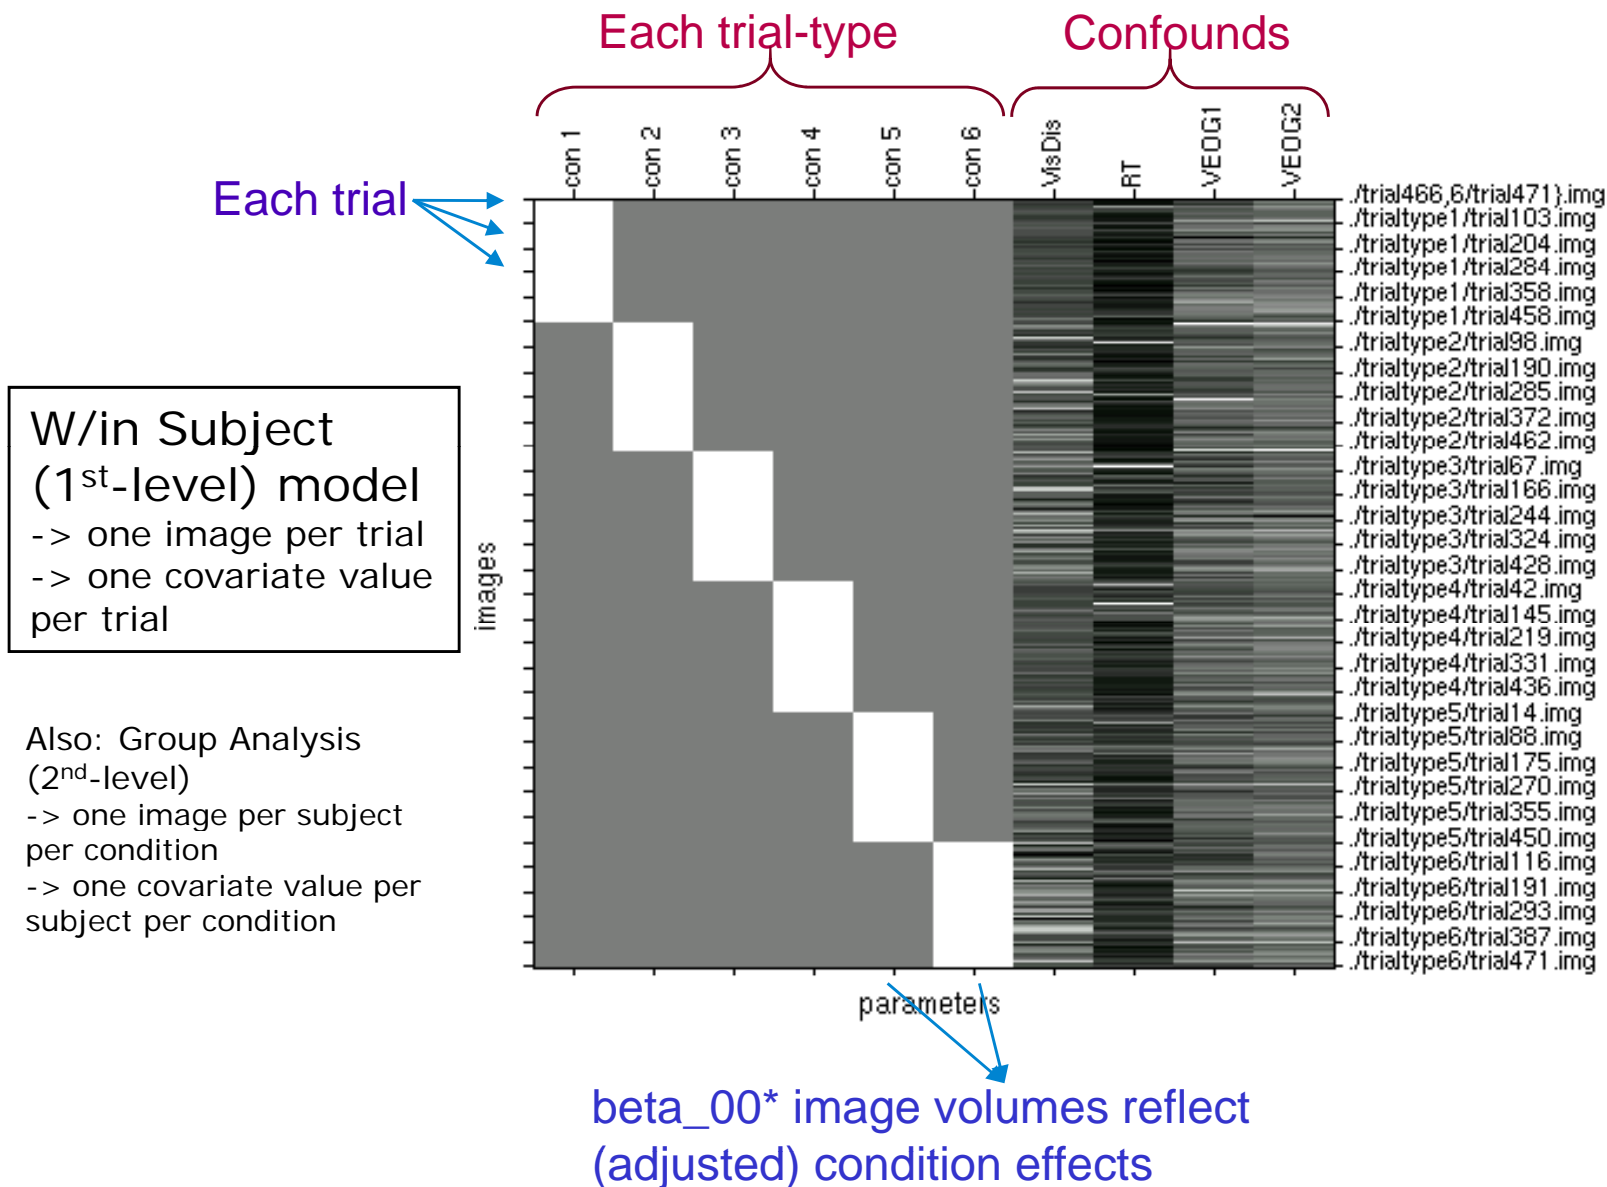 Each trial-type
Confounds
con 1
con 2
con 3
con 4
con 5
con 6
VisDis
RT
VEOG1
VEOG2
Each trial
./trial466,6/trial471}.img
./trialtype1/trial103.img
./trialtype1/trial204.img
./trialtype1/trial284.img
./trialtype1/trial358.img
./trialtype1/trial458.img
./trialtype2/trial98.img
./trialtype2/trial190.img
./trialtype2/trial285.img
./trialtype2/trial372.img
./trialtype2/trial462.img
./trialtype3/trial67.img
./trialtype3/trial166.img
./trialtype3/trial244.img
./trialtype3/trial324.img
./trialtype3/trial428.img
./trialtype4/trial42.img
./trialtype4/trial145.img
./trialtype4/trial219.img
./trialtype4/trial331.img
./trialtype4/trial436.img
./trialtype5/trial14.img
./trialtype5/trial88.img
./trialtype5/trial175.img
./trialtype5/trial270.img
./trialtype5/trial355.img
./trialtype5/trial450.img
./trialtype6/trial116.img
./trialtype6/trial191.img
./trialtype6/trial293.img
./trialtype6/trial387.img
./trialtype6/trial471.img
W/in Subject
(1st-level) model
-> one image per trial
-> one covariate value
per trial
images
Also: Group Analysis
(2nd-level)
-> one image per subject
per condition
-> one covariate value per
subject per condition
parameters
beta_00* image volumes reflect
(adjusted) condition effects